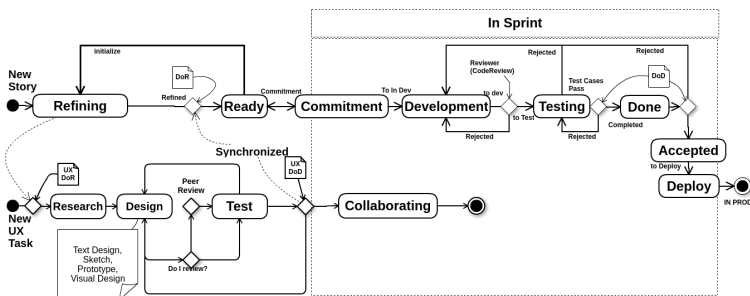 In Sprint
initialize
Rejected
Rejected
Reviewer
(CodeReview)
New
Story
DoR
DoD
Test Cases
Pass
Refining
Refined
Ready
Commitment
Commitment
To In Dev
Development
to dev
to Test
Testing
Done
Completed
Rejected
Rejected
Accepted
to Deploy
Deploy
IN PROD
Synchronized
UX
DoR
UX
DoD
Peer
Review
New
UX
Task
Research
Design
Test
Collaborating
Do I review?
Text Design,
Sketch,
Prototype,
Visual Design